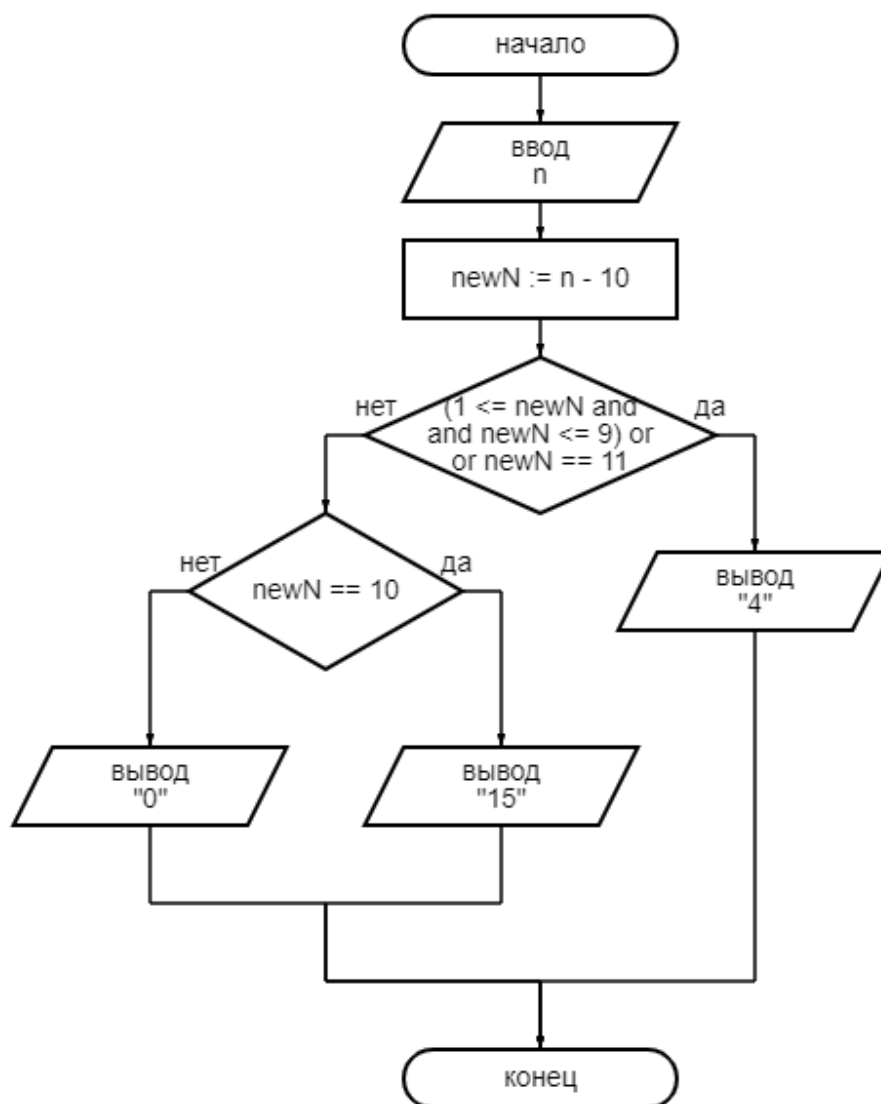 начало
ввод
n
newN := n - 10
нет
(1 <= newN and
and newN <= 9) or
or newN == 11
да
нет
newN == 10
да
вывод
"4"
вывод
"0"
вывод
"15"
конец